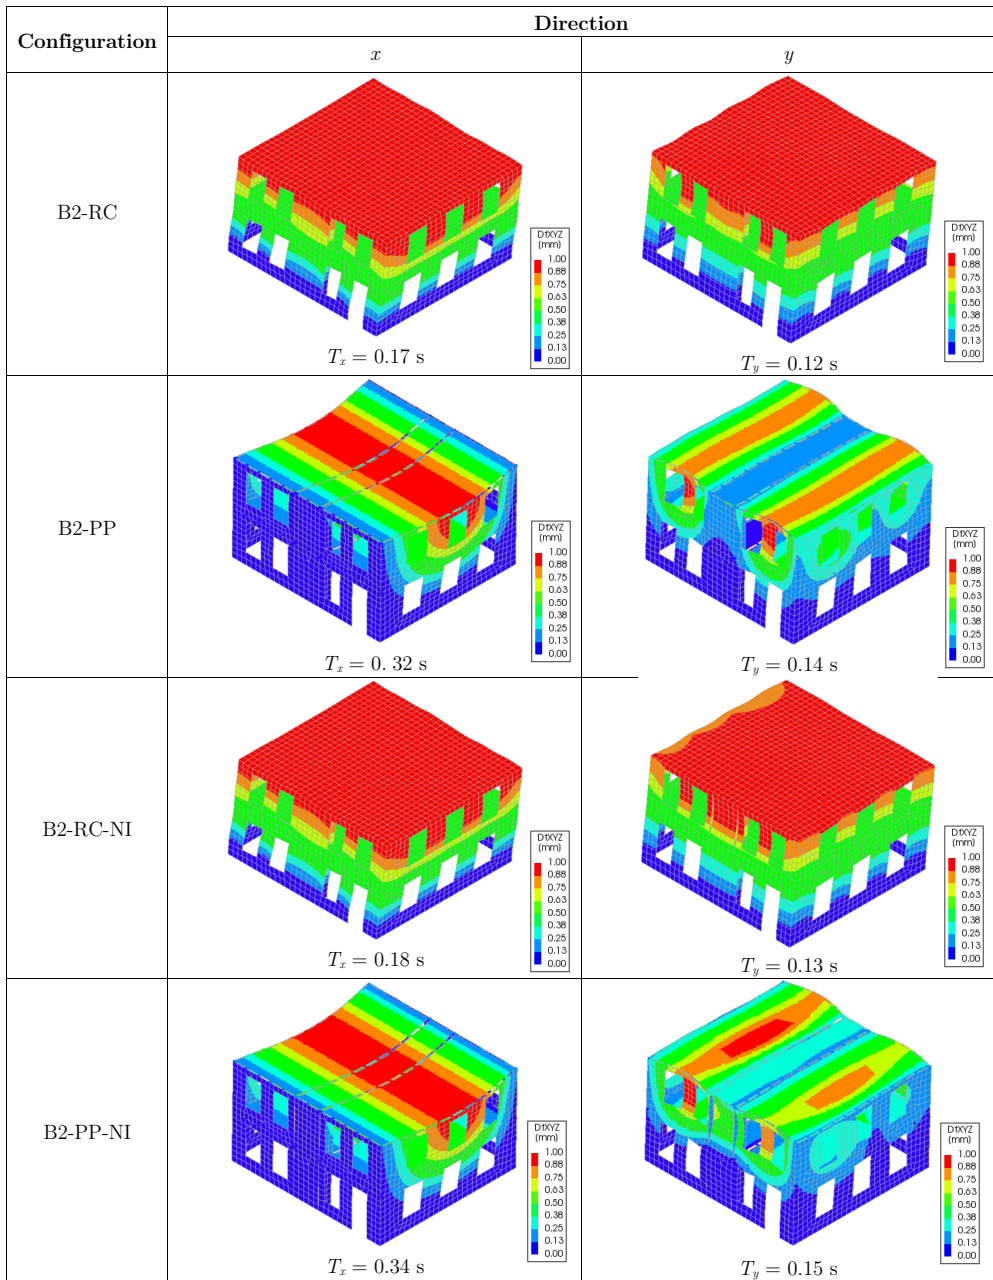 Configuration
Direction
x
y
B2-RC
DtXYZ
(mm)
1.00
0.88
0.75
0.63
0.50
0.38
0.25
0.13
0.00
Tx = 0.17 s
DtXYZ
(mm)
1.00
0.88
0.75
0.63
0.50
0.38
0.25
0.13
0.00
Ty = 0.12 s
B2-PP
DtXYZ
(mm)
1.00
0.88
0.75
0.63
0.50
0.38
0.25
0.13
0.00
Tx = 0. 32 s
DtXYZ
(mm)
1.00
0.88
0.75
0.63
0.50
0.38
0.25
0.13
0.00
Ty = 0.14 s
B2-RC-NI
DtXYZ
(mm)
1.00
0.88
0.75
0.63
0.50
0.38
0.25
0.13
0.00
Tx = 0.18 s
DtXYZ
(mm)
1.00
0.88
0.75
0.63
0.50
0.38
0.25
0.13
0.00
Ty = 0.13 s
B2-PP-NI
DtXYZ
(mm)
1.00
0.88
0.75
0.63
0.50
0.38
0.25
0.13
0.00
Tx = 0.34 s
DtXYZ
(mm)
1.00
0.88
0.75
0.63
0.50
0.38
0.25
0.13
0.00
Ty = 0.15 s